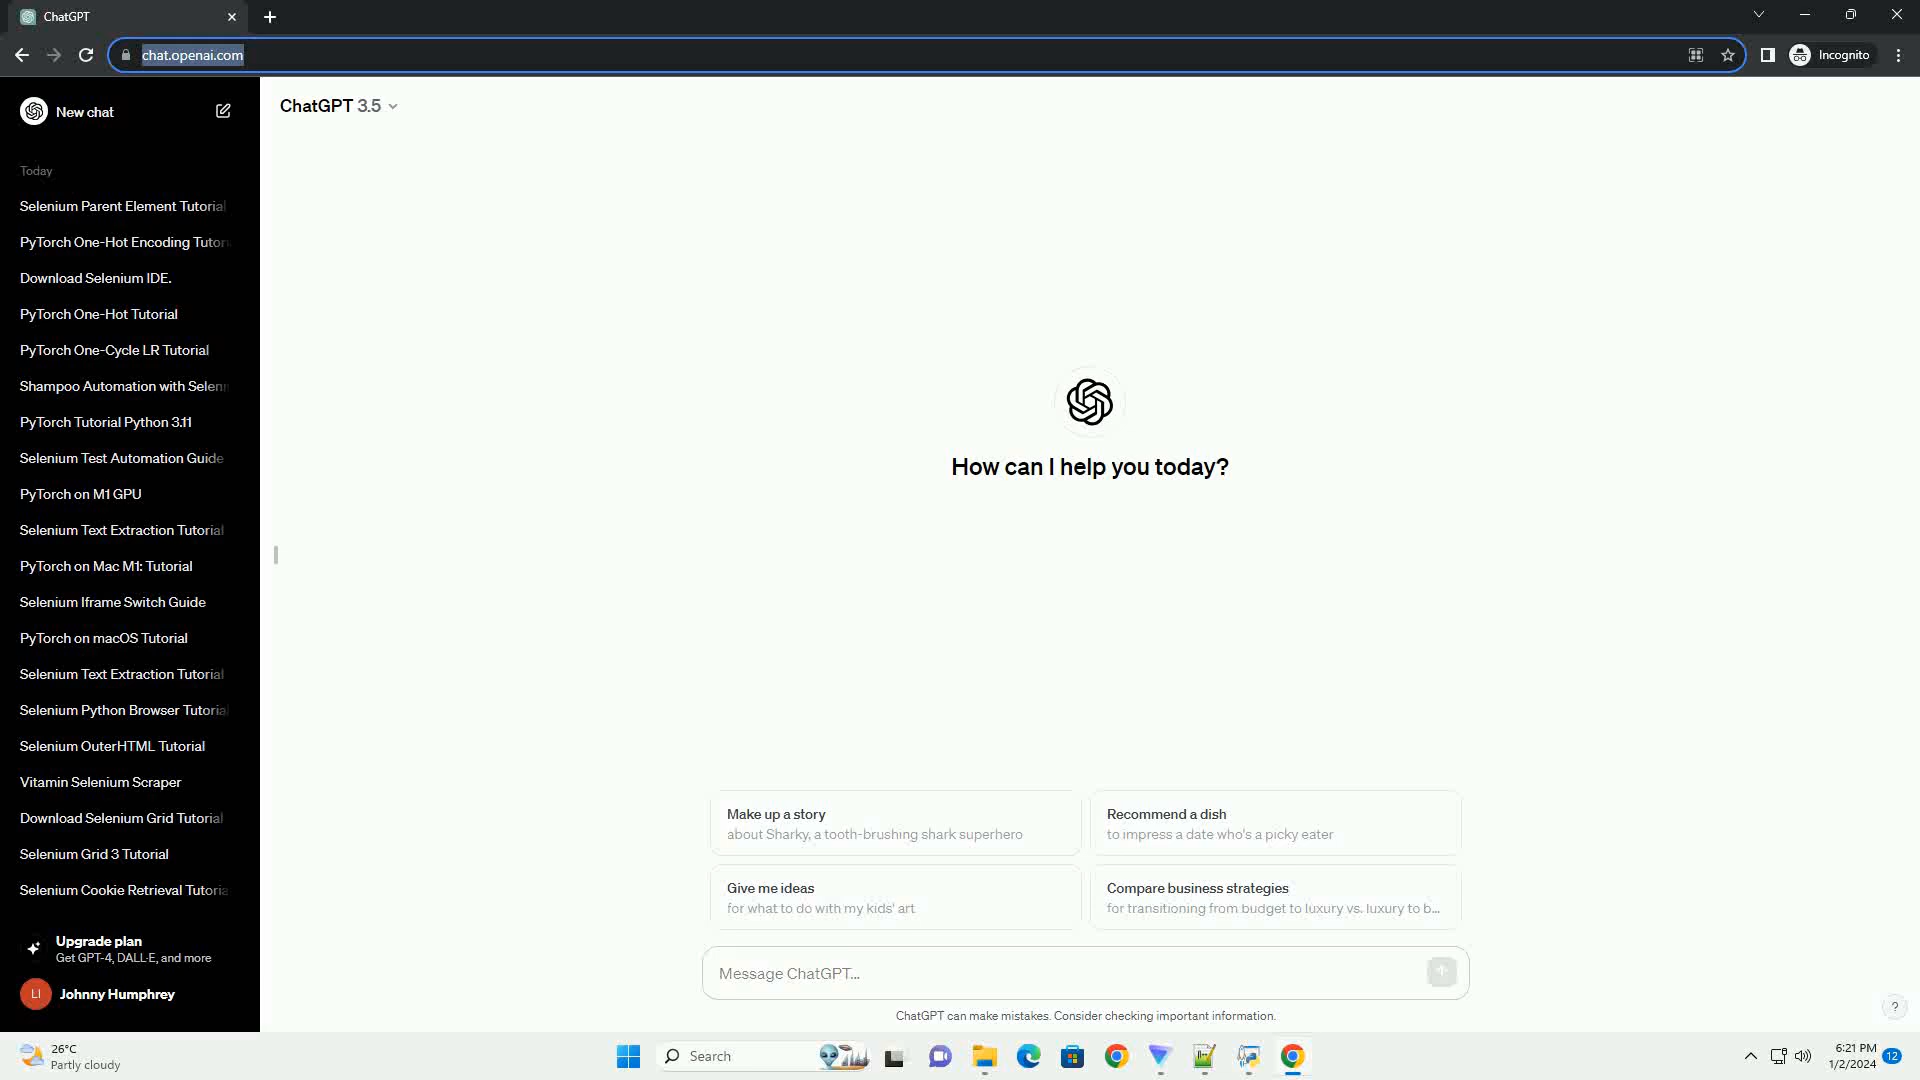 ChatGPT
chat.openai.com
Incognito
New chat
ChatGPT 3.5
Today
Selenium Parent Element Tutorial
PyTorch One-Hot Encoding Tutor
Download Selenium IDE.
PyTorch One-Hot Tutorial
PyTorch One-Cycle LR Tutorial
Shampoo Automation with Selen
PyTorch Tutorial Python 3.11
Selenium Test Automation Guide
PyTorch on M1 GPU
Selenium Text Extraction Tutorial
PyTorch on Mac M1: Tutorial
Selenium Iframe Switch Guide
PyTorch on macOS Tutorial
Selenium Text Extraction Tutorial
Selenium Python Browser Tutorial
Selenium OuterHTML Tutorial
Vitamin Selenium Scraper
Download Selenium Grid Tutorial
Selenium Grid 3 Tutorial
Selenium Cookie Retrieval Tutoria
Upgrade plan
Get GPT-4, DALL·E, and more
LI
Johnny Humphrey
How can I help you today?
Make up a story
about Sharky, a tooth-brushing shark superhero
Recommend a dish
to impress a date who's a picky eater
Give me ideas
for what to do with my kids' art
Compare business strategies
for transitioning from budget to luxury vs. luxury to b...
Message ChatGPT...
ChatGPT can make mistakes. Consider checking important information.
?
26°C
Partly cloudy
Search
6:21 PM
1/2/2024
12